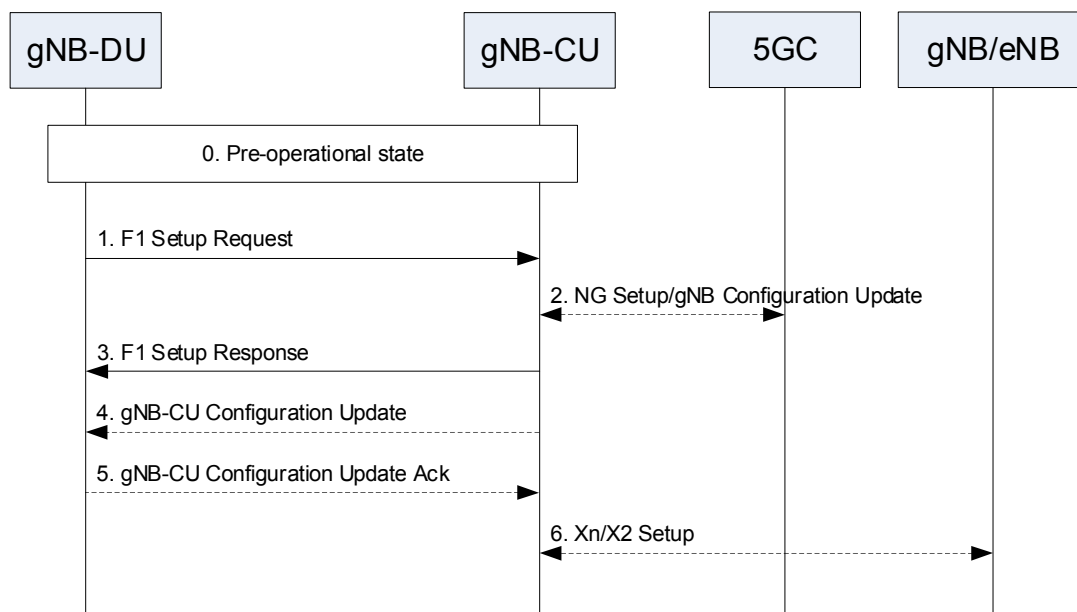 gNB-DU
gNB-CU
5GC
gNB/eNB
0. Pre-operational state
1. F1 Setup Request
2. NG Setup/gNB Configuration Update
3. F1 Setup Response
4. gNB-CU Configuration Update
5. gNB-CU Configuration Update Ack
6. Xn/X2 Setup